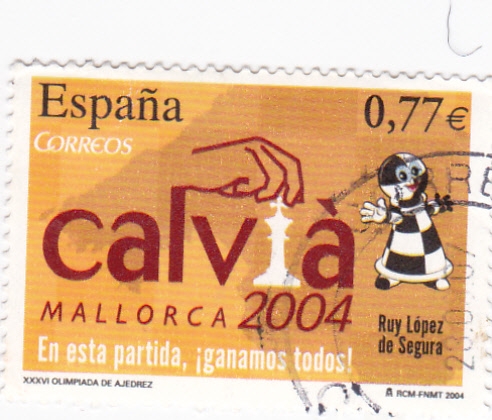 España
0,77€
CORREOS
calvià
MALLORCA 2004
Ruy López
de Segura
En esta partida, ¡ganamos todos!
XXXVI OLIMPIADA DE AJEDREZ
RCM-FNMT 2004